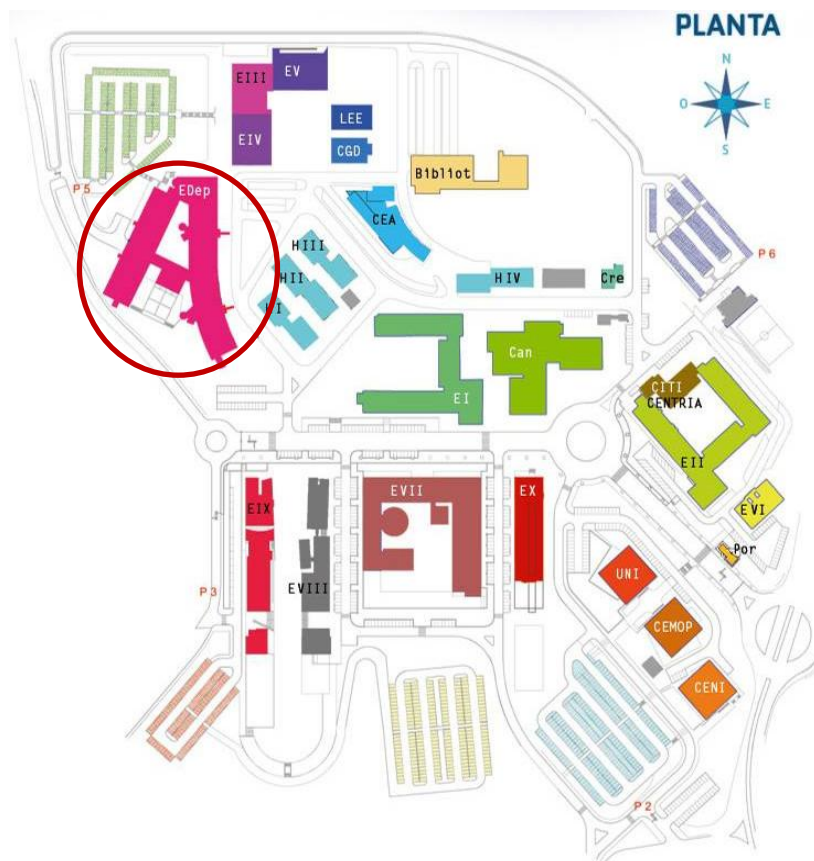 PLANTA
N
O
E
S
EV
EIII
LEE
EIV
CGD
Bibliot
P5
EDep
CEA
HIII
P6
HII
HIV
Cre
HI
Can
CITI
EI
CENTRIA
EII
EVII
EX
EIX
EVI
Por
UNI
EVIII
P3
CEMOP
CENI
P2